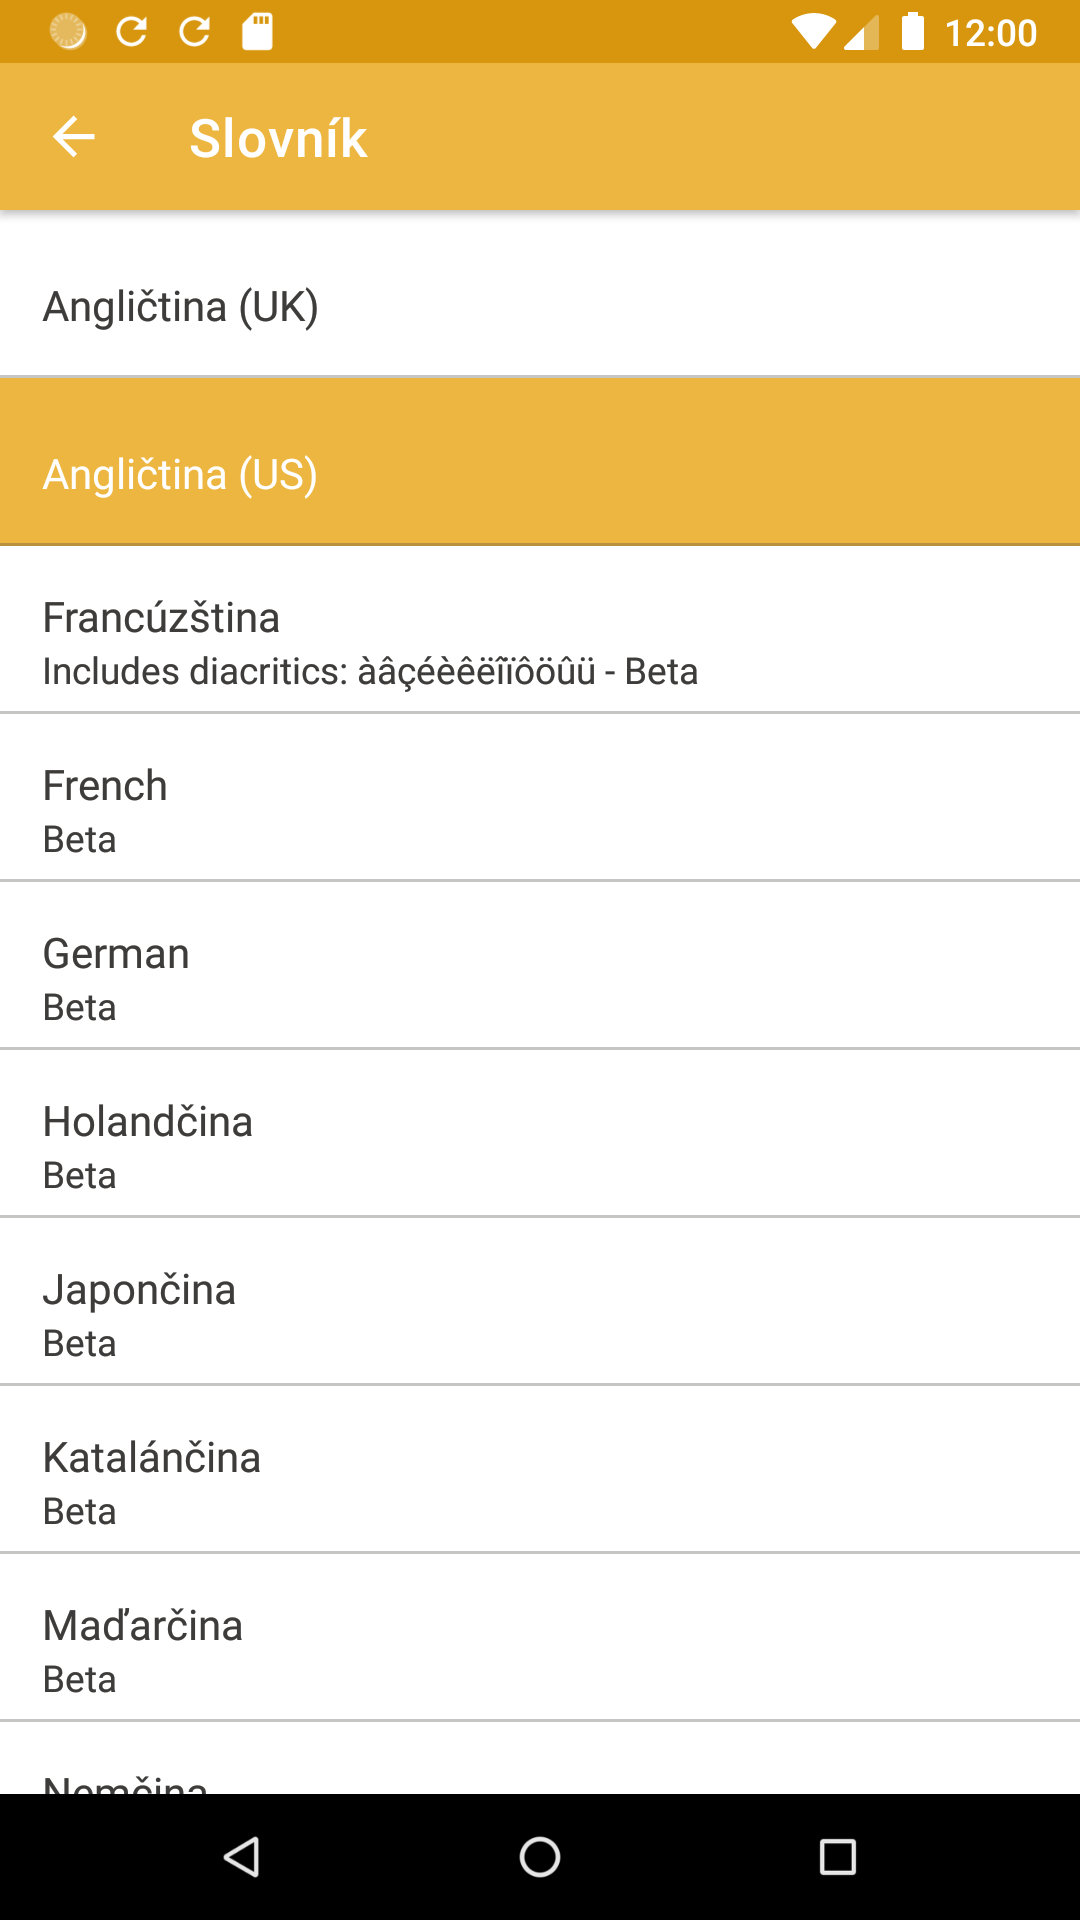 12:00
Slovník
Angličtina (UK)
Angličtina (US)
Francúzština
Includes diacritics: àâçéèêëîïôöûü - Beta
French
Beta
German
Beta
Holandčina
Beta
Japončina
Beta
Katalánčina
Beta
Maďarčina
Beta
Nemčina